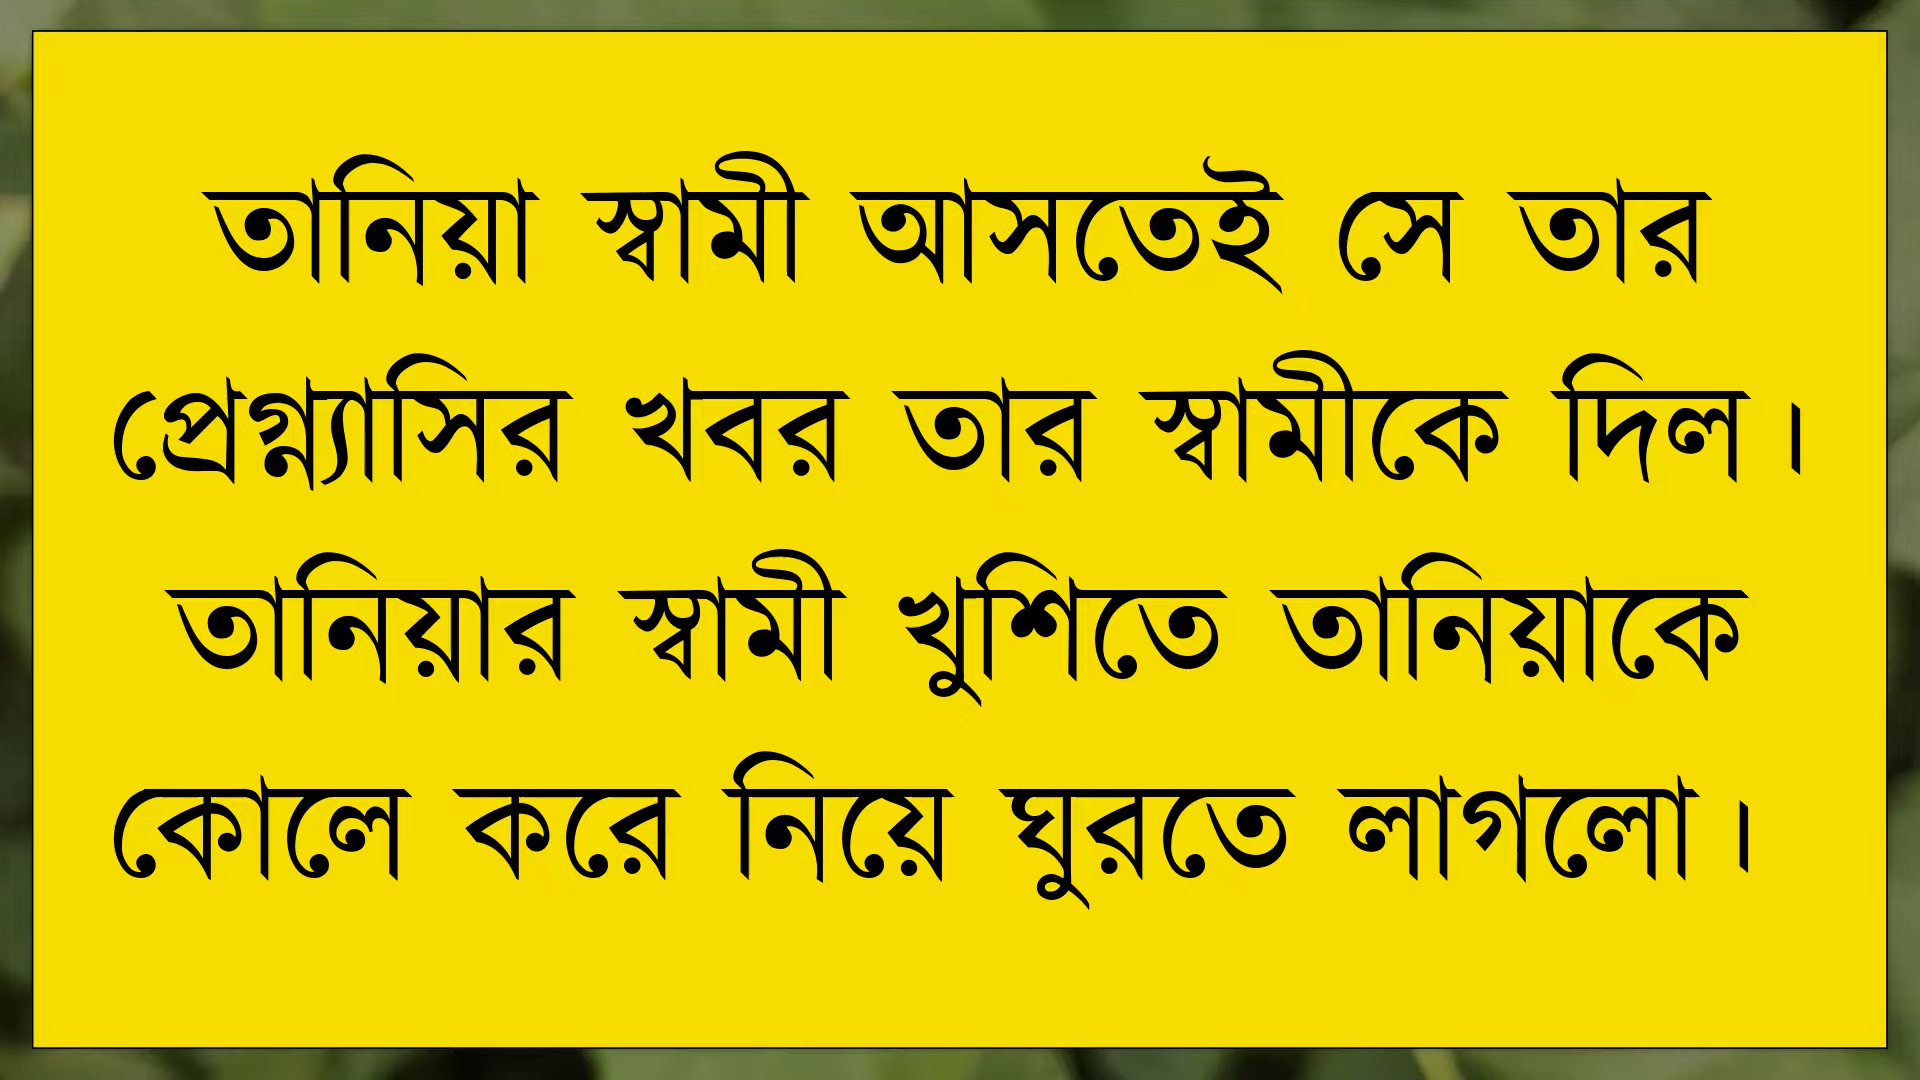 তানিয়া স্বামী আসতেই সে তার
প্রেগ্ন্যাসির খবর তার স্বামীকে দিল।
তানিয়ার স্বামী খুশিতে তানিয়াকে
কোলে করে নিয়ে ঘুরতে লাগলো।